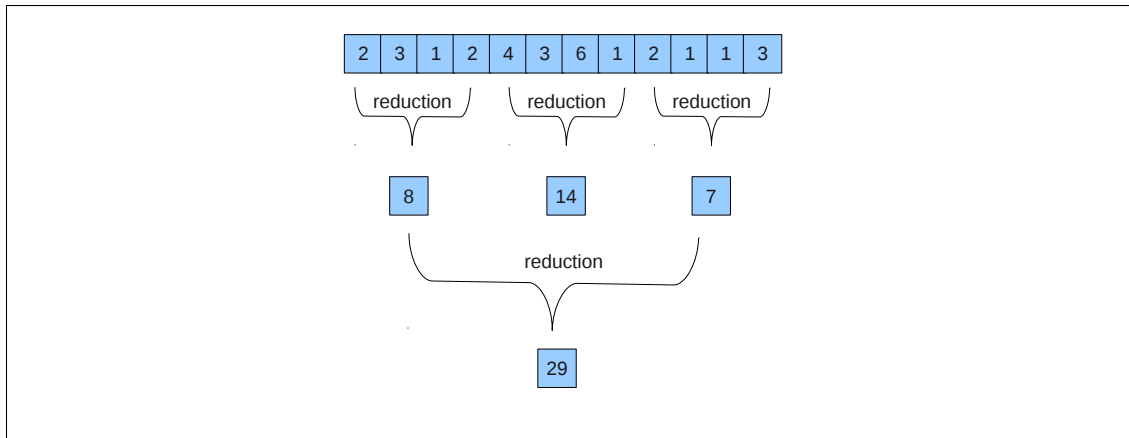 2 3 1 2 4 3 6 1 2 1 1 3
reduction reduction reduction
8 14 7
reduction
29